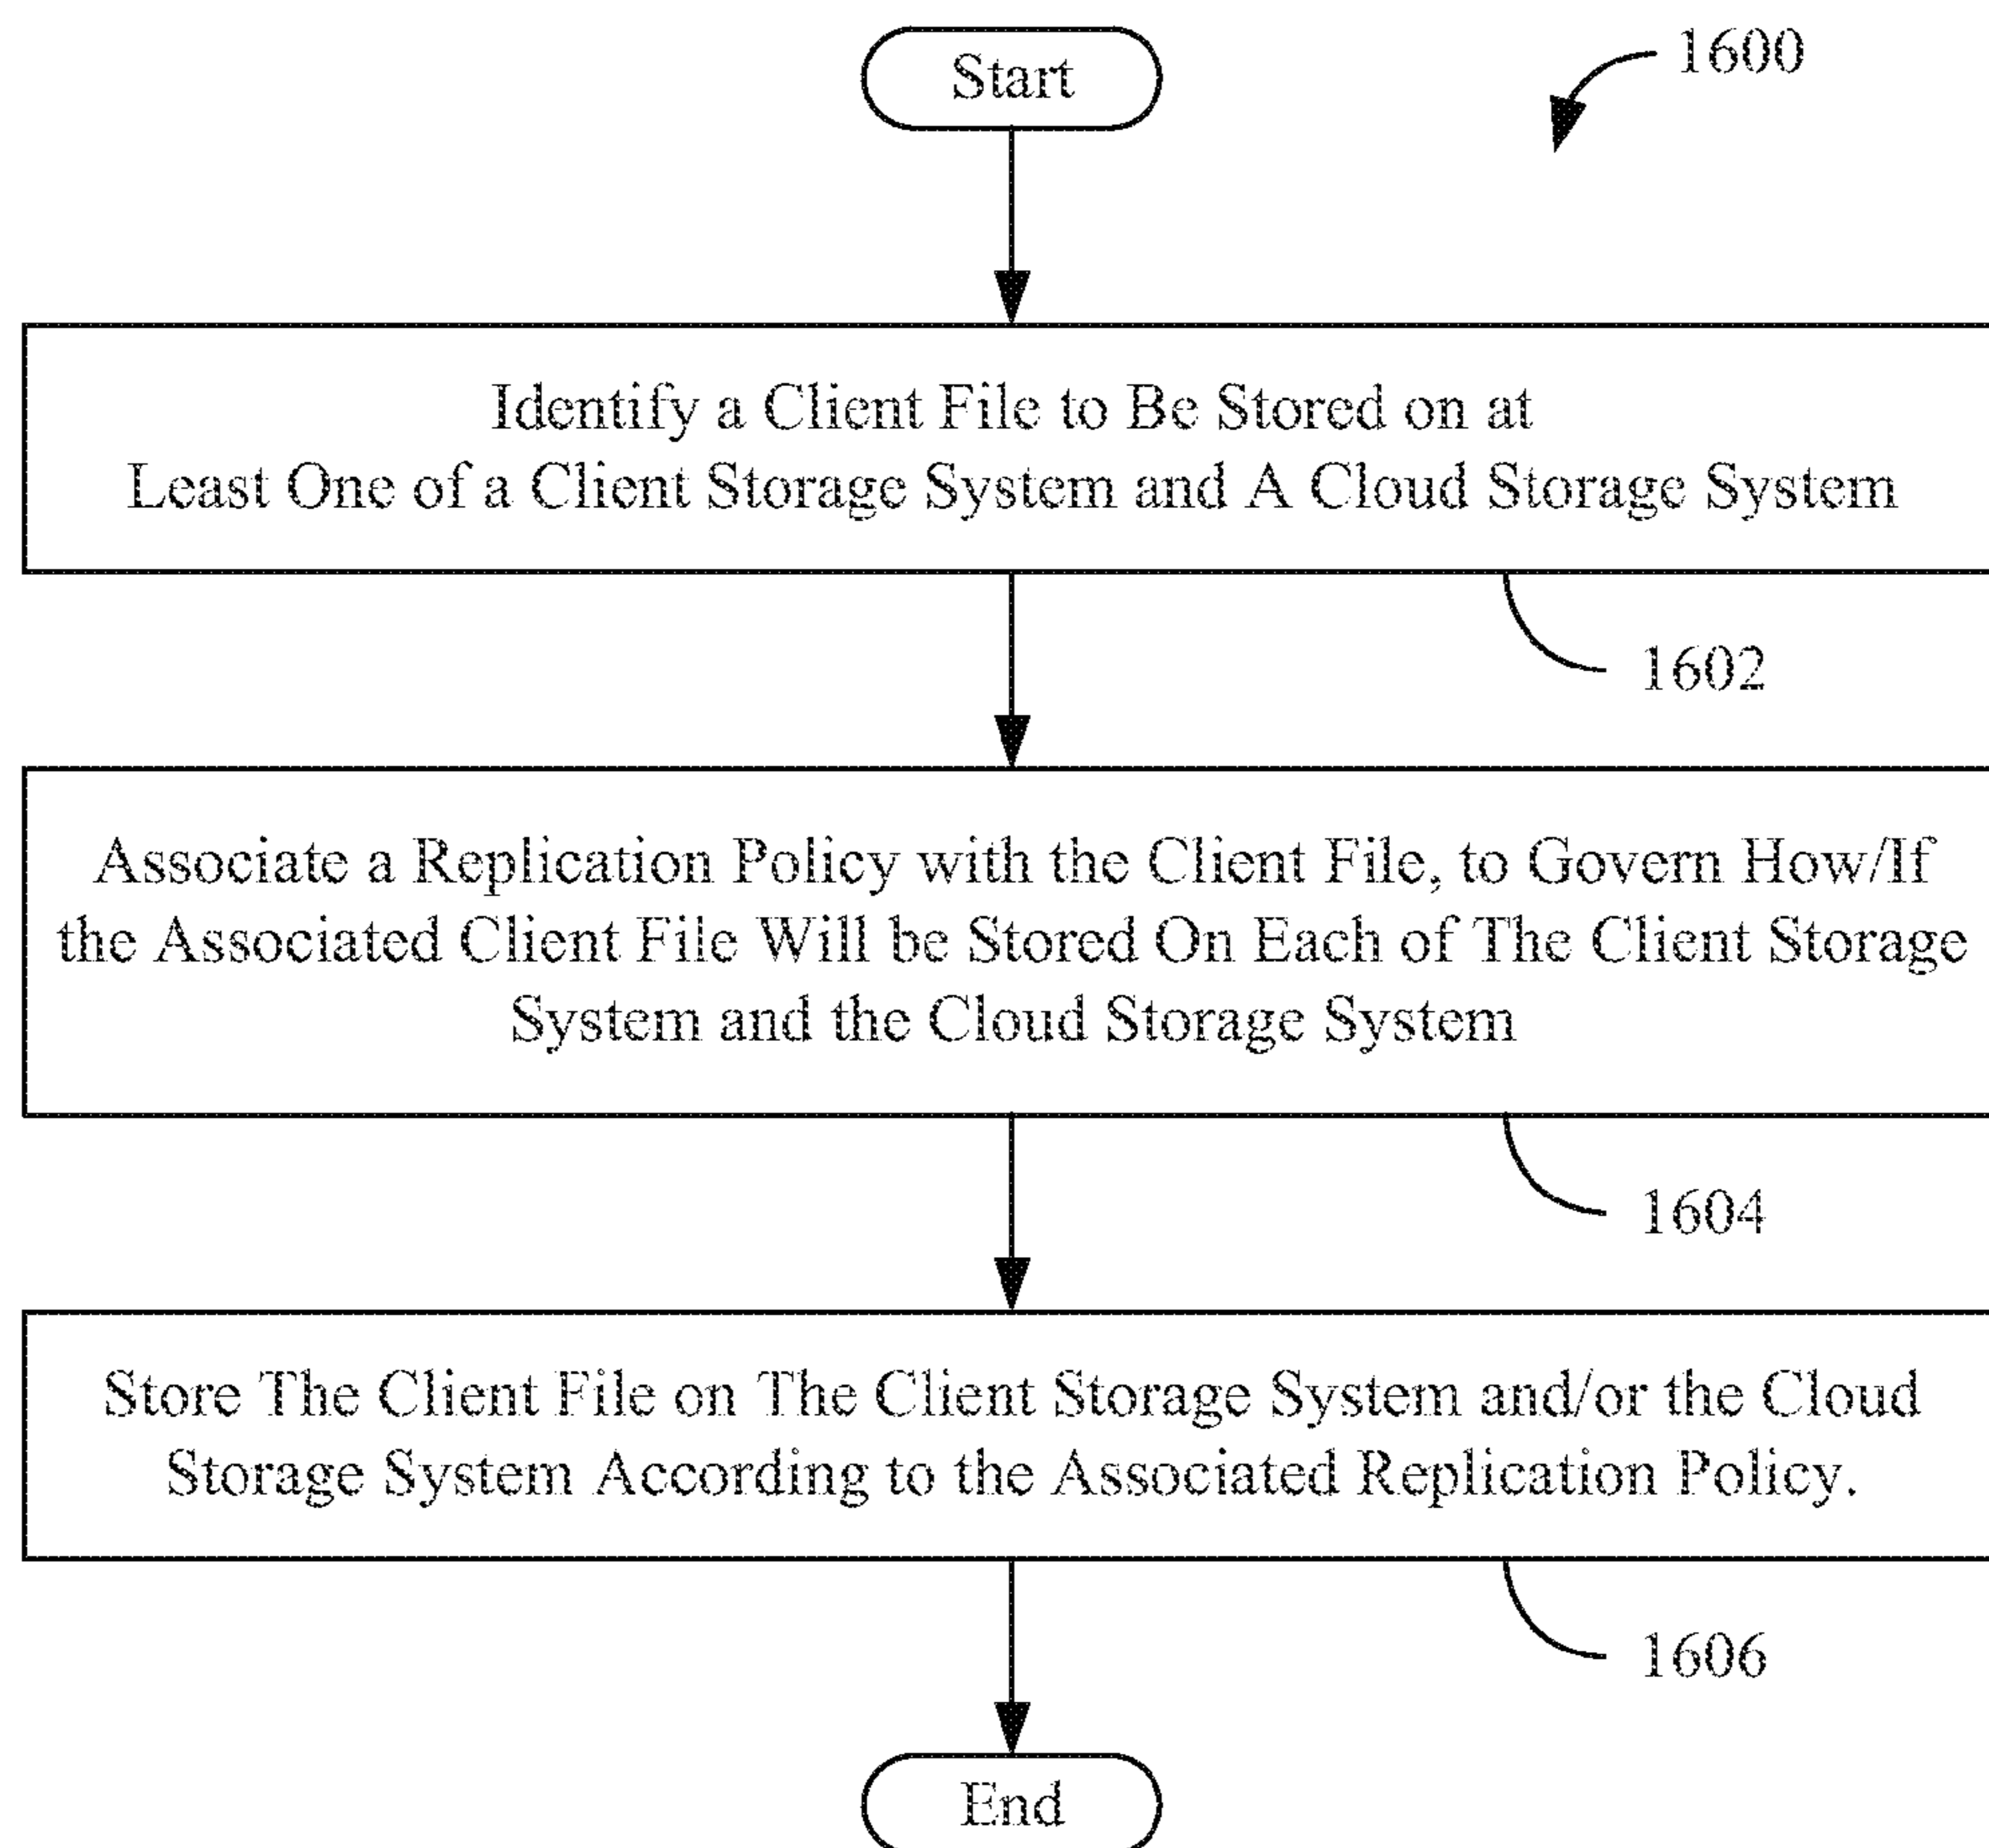 Start
1600
Identify a Client File to Be Stored on at
Least One of a Client Storage System and A Cloud Storage System
1602
Associate a Replication Policy with the Client File, to Govern How/If
the Associated Client File Will be Stored On Each of The Client Storage
System and the Cloud Storage System
1604
Store The Client File on The Client Storage System and/or the Cloud
Storage System According to the Associated Replication Policy.
1606
End